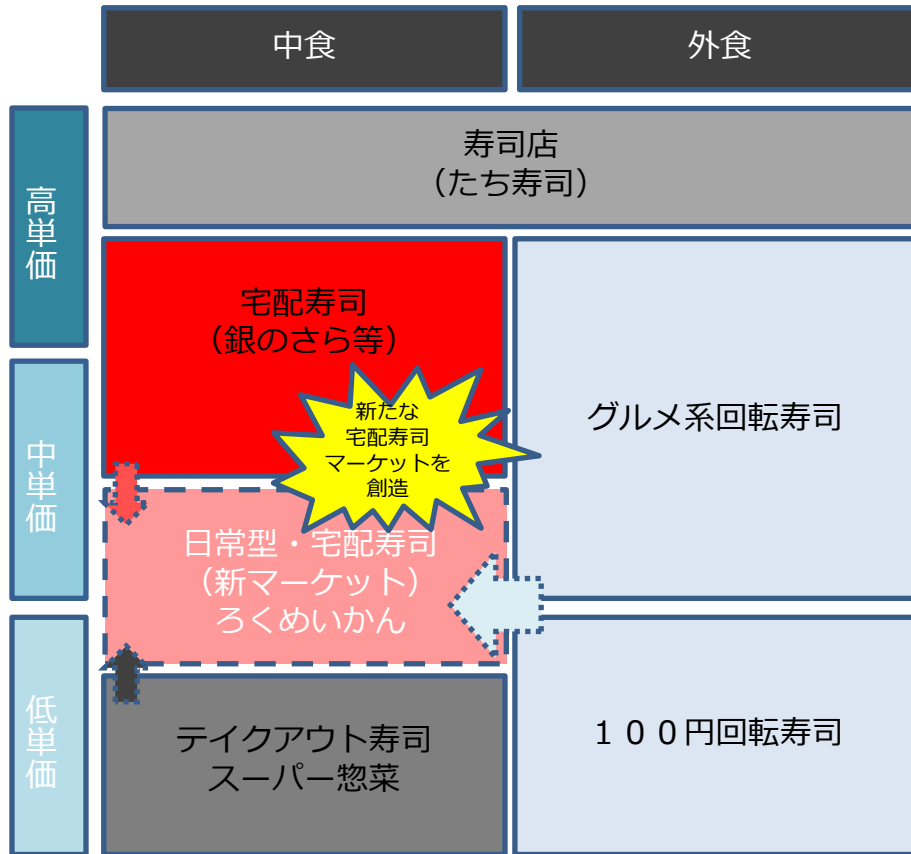 中食
外食
高単価
寿司店
（たち寿司）
宅配寿司
（銀のさら等）
新たな
宅配寿司
マーケットを
創造
グルメ系回転寿司
中単価
日常型・宅配寿司
（新マーケット）
ろくめいかん
低単価
テイクアウト寿司
スーパー惣菜
１００円回転寿司